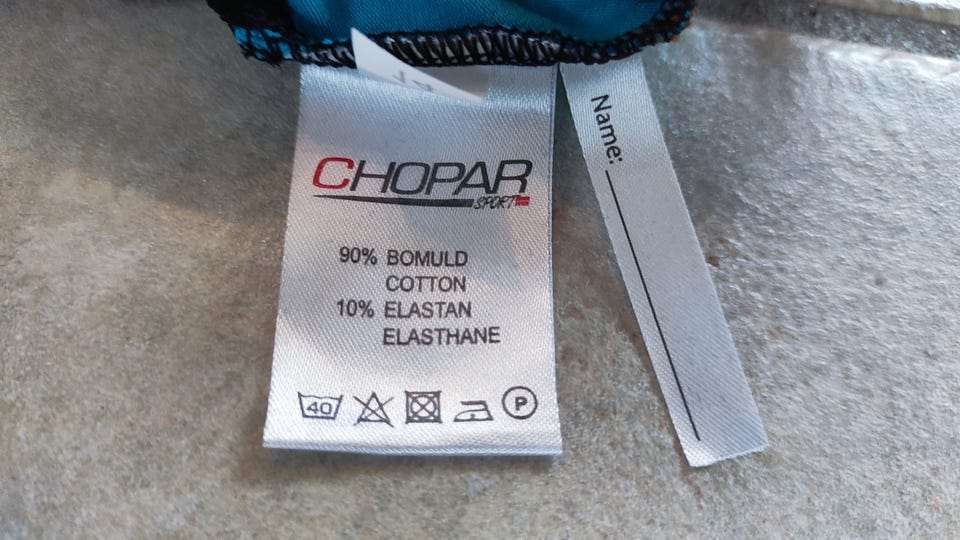 CHOPAR
SPORT
90% BOMULD
COTTON
10% ELASTAN
ELASTHANE
40
P
Name: